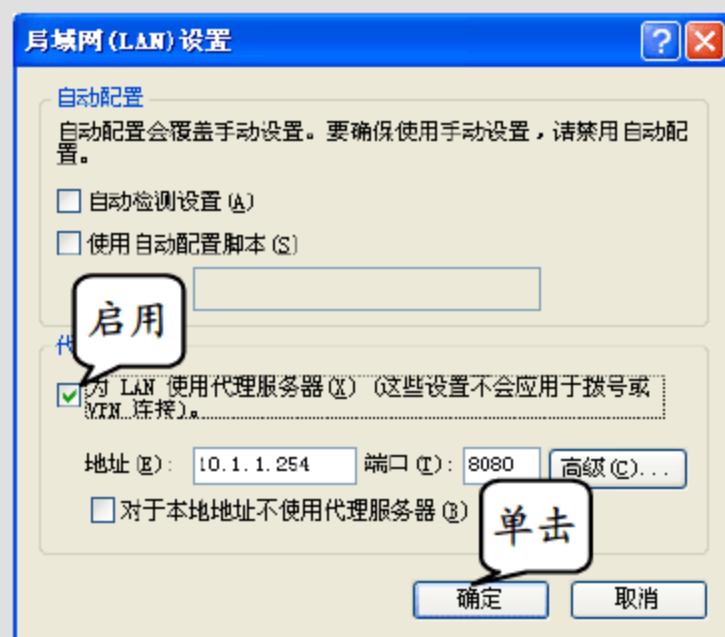 局域网(LAN)设置
自动配置
自动配置会覆盖手动设置。要确保使用手动设置，请禁用自动配
置。
自动检测设置(A)
使用自动配置脚本(S)
启用
代
为 LAN 使用代理服务器(X) (这些设置不会应用于拨号或
VPN 连接)。
地址(E): 10.1.1.254 端口(T): 8080 高级(C)...
对于本地地址不使用代理服务器(B)
单击
确定 取消